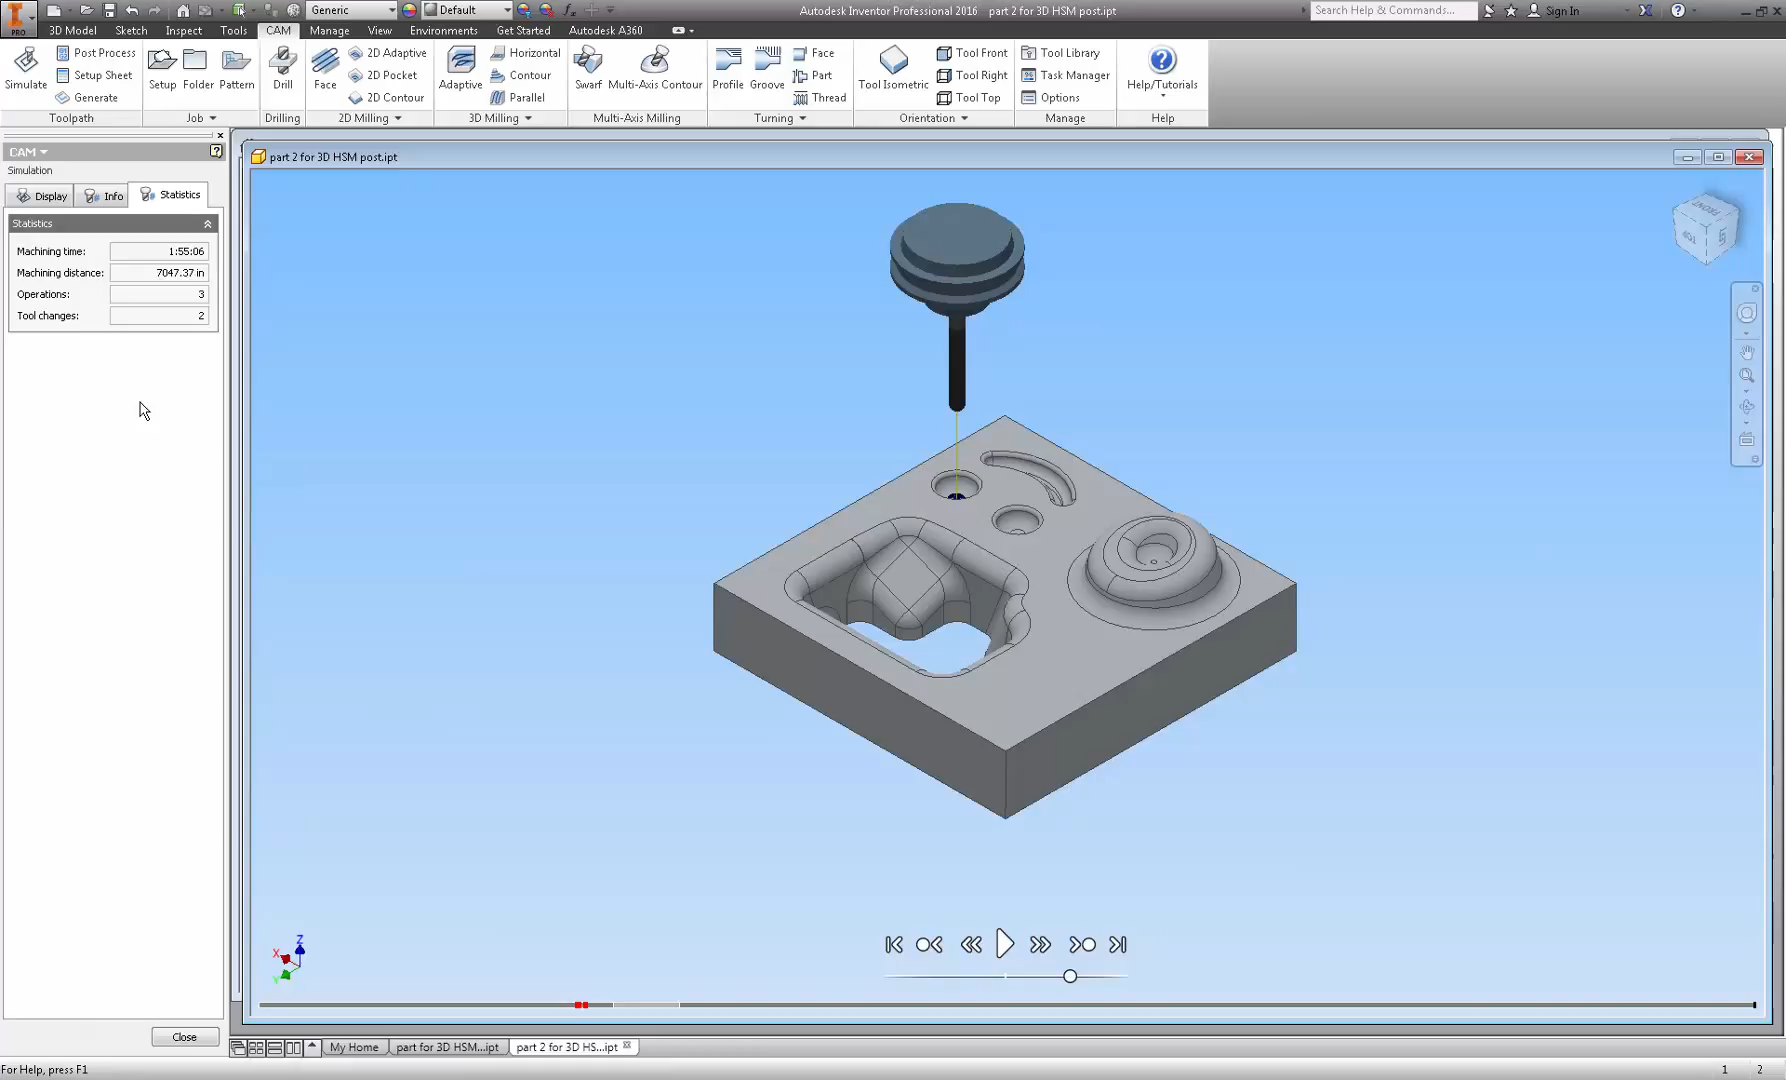 Generic
Default
Autodesk Inventor Professional 2016 part 2 for 3D HSM post.ipt
Search Help & Commands...
Sign In
PRO
3D Model Sketch Inspect Tools CAM Manage View Environments Get Started Autodesk A360
Simulate
Post Process
Setup Sheet
Generate
Toolpath
Setup Folder Pattern
Job
Drill
Drilling
Face
2D Adaptive
2D Pocket
2D Contour
2D Milling
Adaptive
Horizontal
Contour
Parallel
3D Milling
Swarf Multi-Axis Contour
Multi-Axis Milling
Profile Groove
Face
Part
Thread
Turning
Tool Isometric
Tool Front
Tool Right
Tool Top
Orientation
Tool Library
Task Manager
Options
Manage
Help/Tutorials
Help
CAM
Simulation
Display Info Statistics
Statistics
Machining time: 1:55:06
Machining distance: 7047.37 in
Operations: 3
Tool changes: 2
Close
part 2 for 3D HSM post.ipt
FRONT
TOP
X
Y
Z
My Home part for 3D HSM...ipt part 2 for 3D HS...ipt
For Help, press F1
1 2